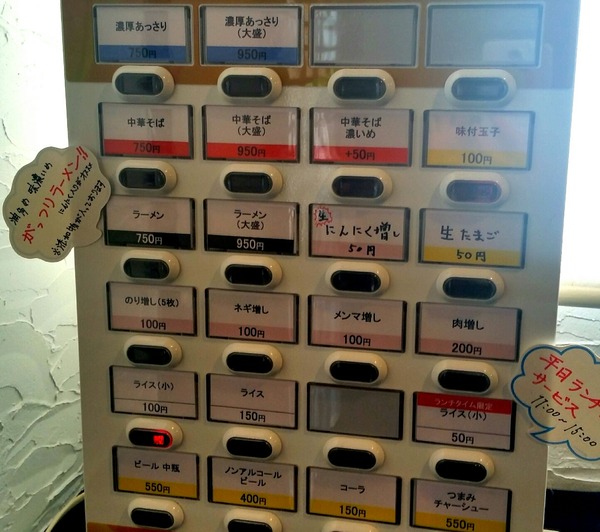 濃厚あっさり
750円
濃厚あっさり
(大盛)
950円
中華そば
750円
中華そば
(大盛)
950円
中華そば
濃いめ
+50円
味付玉子
100円
ラーメン
750円
ラーメン
(大盛)
950円
生
にんにく増し
50円
生たまご
50円
のり増し(5枚)
100円
ネギ増し
100円
メンマ増し
100円
肉増し
200円
ライス(小)
100円
ライス
150円
ランチタイム限定
ライス(小)
50円
ビール 中瓶
550円
ノンアルコール
ビール
400円
コーラ
150円
つまみ
チャーシュー
550円
味濃いめ
がっつりラーメン!!
平日ランチ
サービス
11:00~15:00